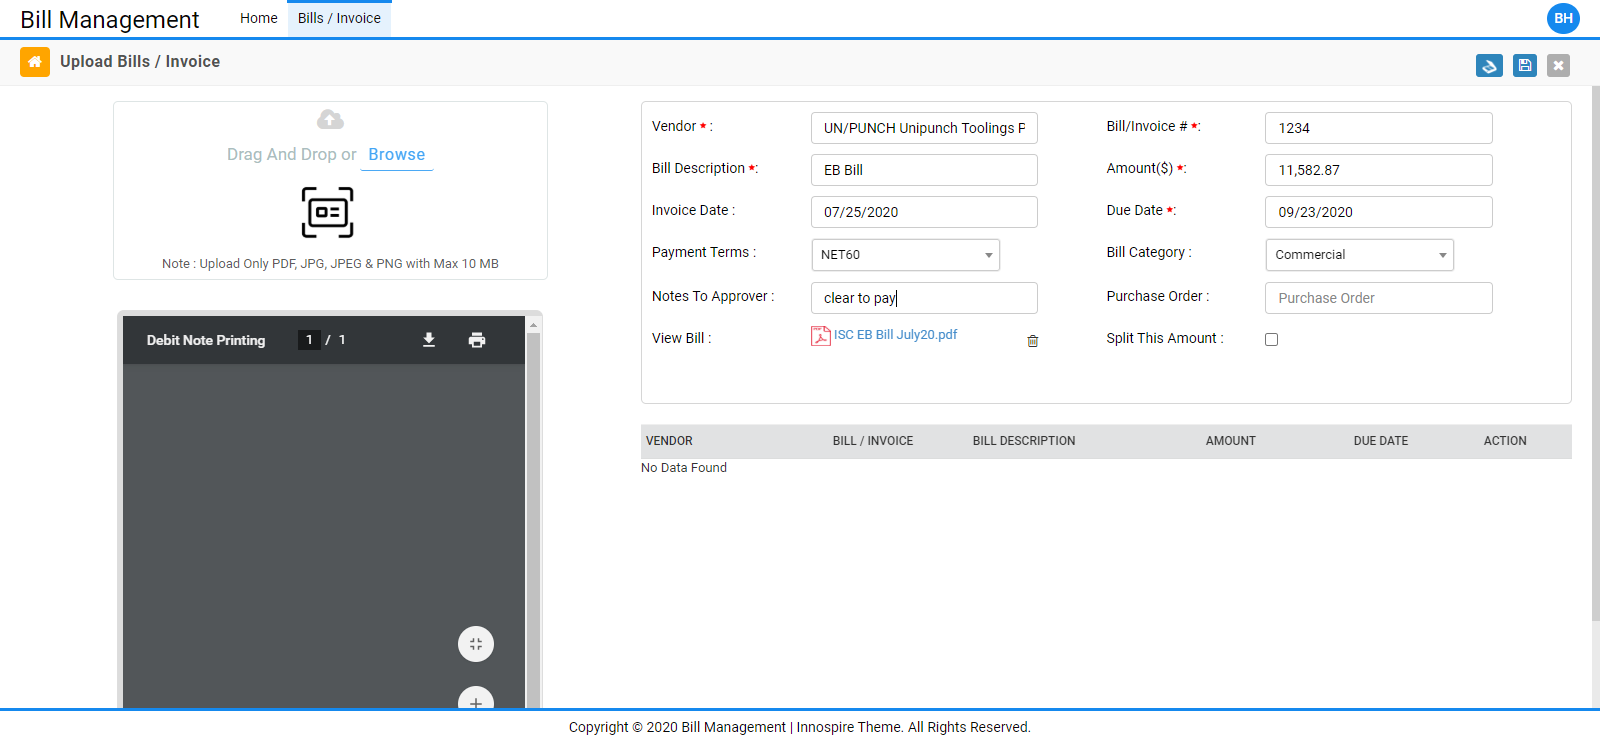 Bill Management Home Bills / Invoice BH
Upload Bills / Invoice
Drag And Drop or Browse
Note : Upload Only PDF, JPG, JPEG & PNG with Max 10 MB
Debit Note Printing 1 / 1
Vendor * : UN/PUNCH Unipunch Toolings P Bill/Invoice # *: 1234
Bill Description *: EB Bill Amount($) *: 11,582.87
Invoice Date : 07/25/2020 Due Date *: 09/23/2020
Payment Terms : NET60 Bill Category : Commercial
Notes To Approver : clear to pay Purchase Order : Purchase Order
View Bill : ISC EB Bill July20.pdf Split This Amount :
VENDOR BILL / INVOICE BILL DESCRIPTION AMOUNT DUE DATE ACTION
No Data Found
Copyright © 2020 Bill Management | Innospire Theme. All Rights Reserved.